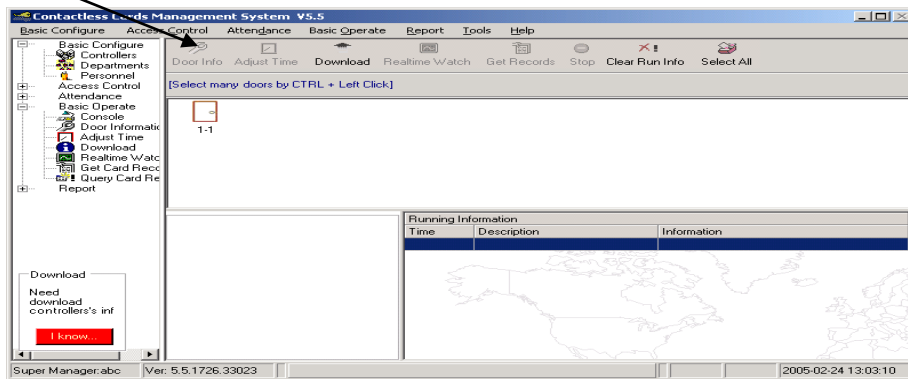 Contactless Cards Management System V5.5
Basic Configure Access Control Attendance Basic Operate Report Tools Help
Door Info Adjust Time Download Realtime Watch Get Records Stop Clear Run Info Select All
[Select many doors by CTRL + Left Click]
Basic Configure
Controllers
Departments
Personnel
Access Control
Attendance
Basic Operate
Console
Door Informatic
Adjust Time
Download
Realtime Watc
Get Card Recc
Query Card Re
Report
1-1
Running Information
Time Description Information
Download
Need
download
controllers's inf
I know...
Super Manager:abc Ver: 5.5.1726.33023 2005-02-24 13:03:10